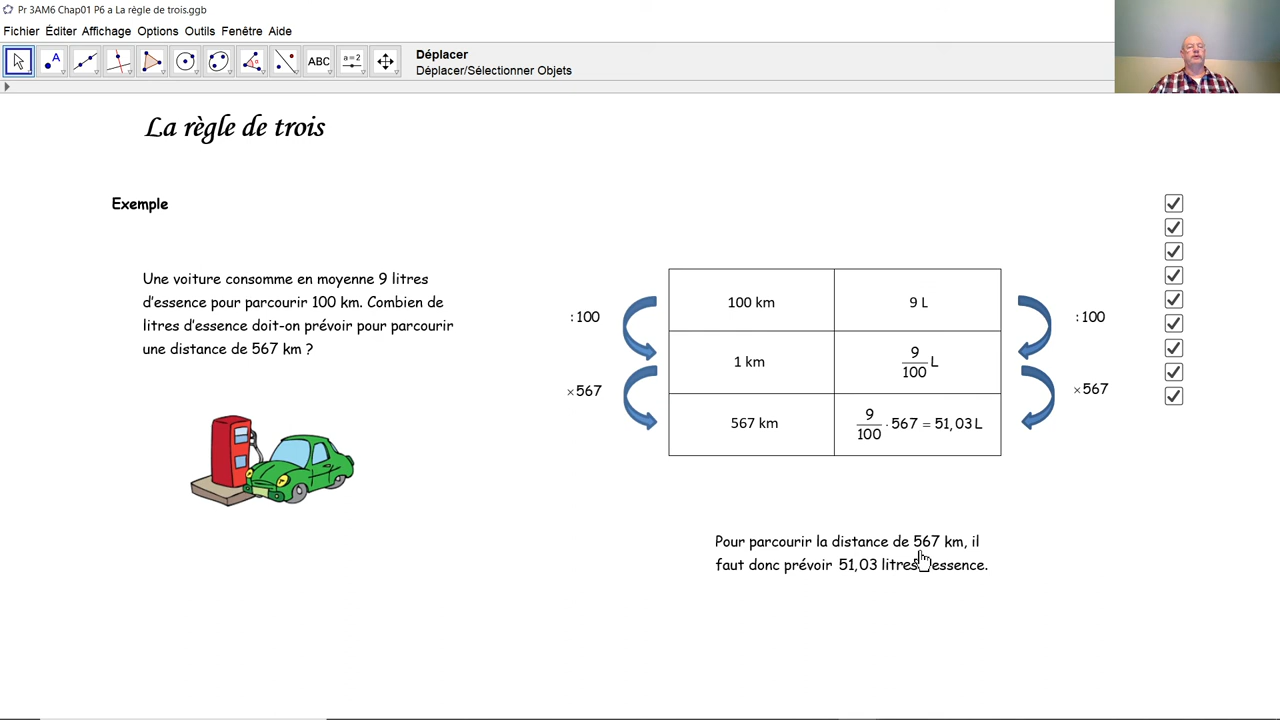 Pr 3AM6 Chap01 P6 a La règle de trois.ggb
Fichier Éditer Affichage Options Outils Fenêtre Aide
A ABC a=2
Déplacer
Déplacer/Sélectionner Objets
La règle de trois
Exemple
Une voiture consomme en moyenne 9 litres
d'essence pour parcourir 100 km. Combien de
litres d'essence doit-on prévoir pour parcourir
une distance de 567 km ?
100 km 9 L
:100 :100
1 km 9/100 L
×567 ×567
567 km 9/100 · 567 = 51,03 L
Pour parcourir la distance de 567 km, il
faut donc prévoir 51,03 litres essence.